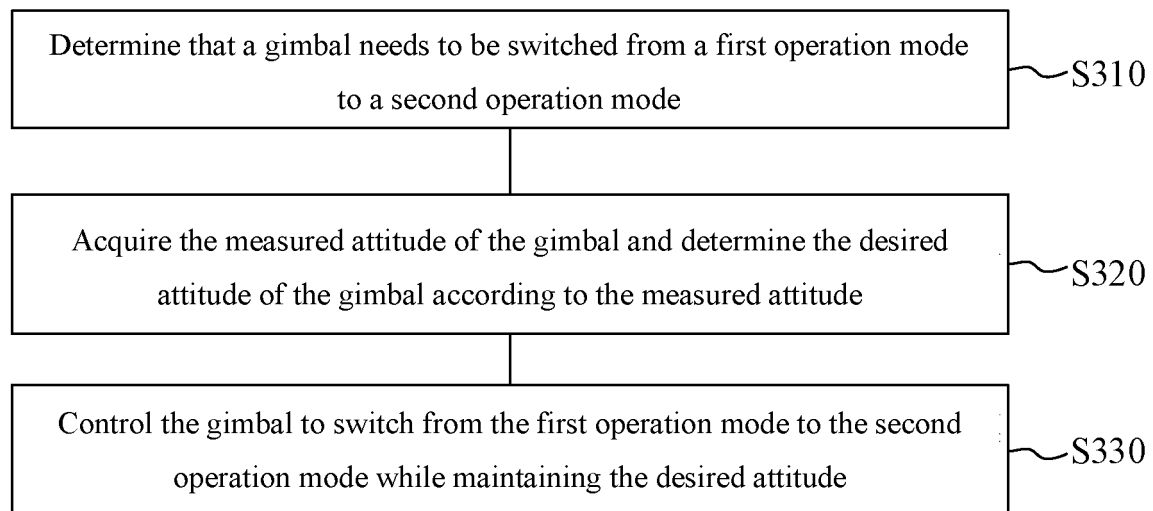 Determine that a gimbal needs to be switched from a first operation mode
to a second operation mode
S310
Acquire the measured attitude of the gimbal and determine the desired
attitude of the gimbal according to the measured attitude
S320
Control the gimbal to switch from the first operation mode to the second
operation mode while maintaining the desired attitude
S330